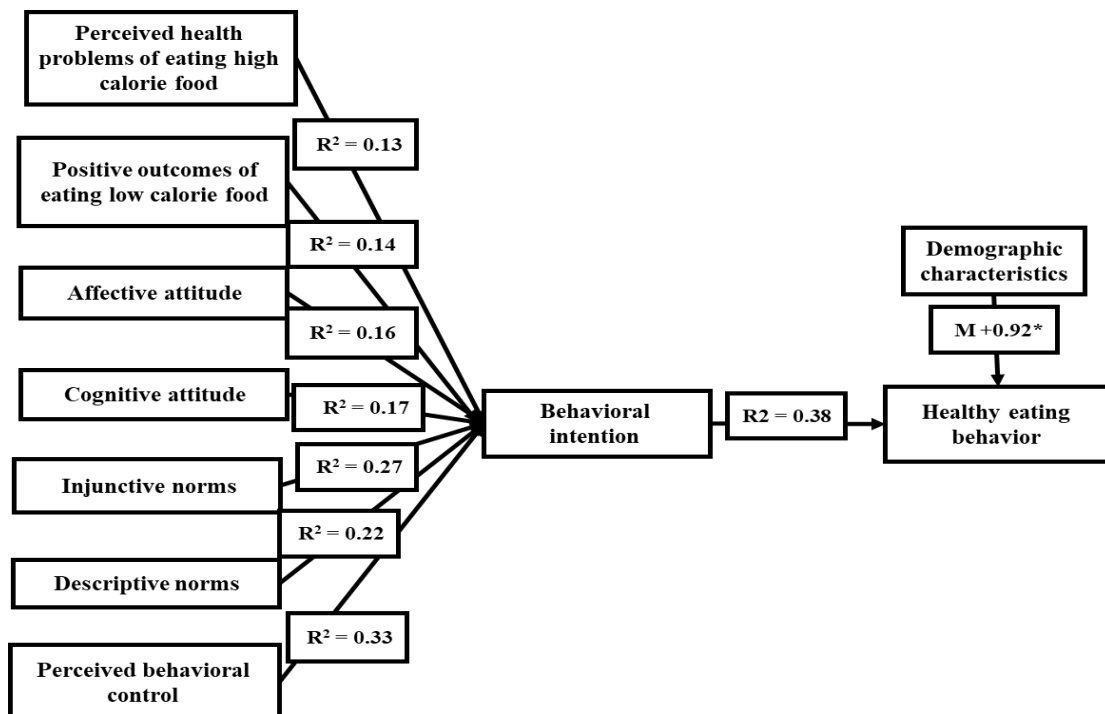 Perceived health
problems of eating high
calorie food
R² = 0.13
Positive outcomes of
eating low calorie food
R² = 0.14
Affective attitude
R² = 0.16
Cognitive attitude
R² = 0.17
Injunctive norms
R² = 0.27
Descriptive norms
R² = 0.22
Perceived behavioral
control
R² = 0.33
Behavioral
intention
R2 = 0.38
Demographic
characteristics
M +0.92*
Healthy eating
behavior